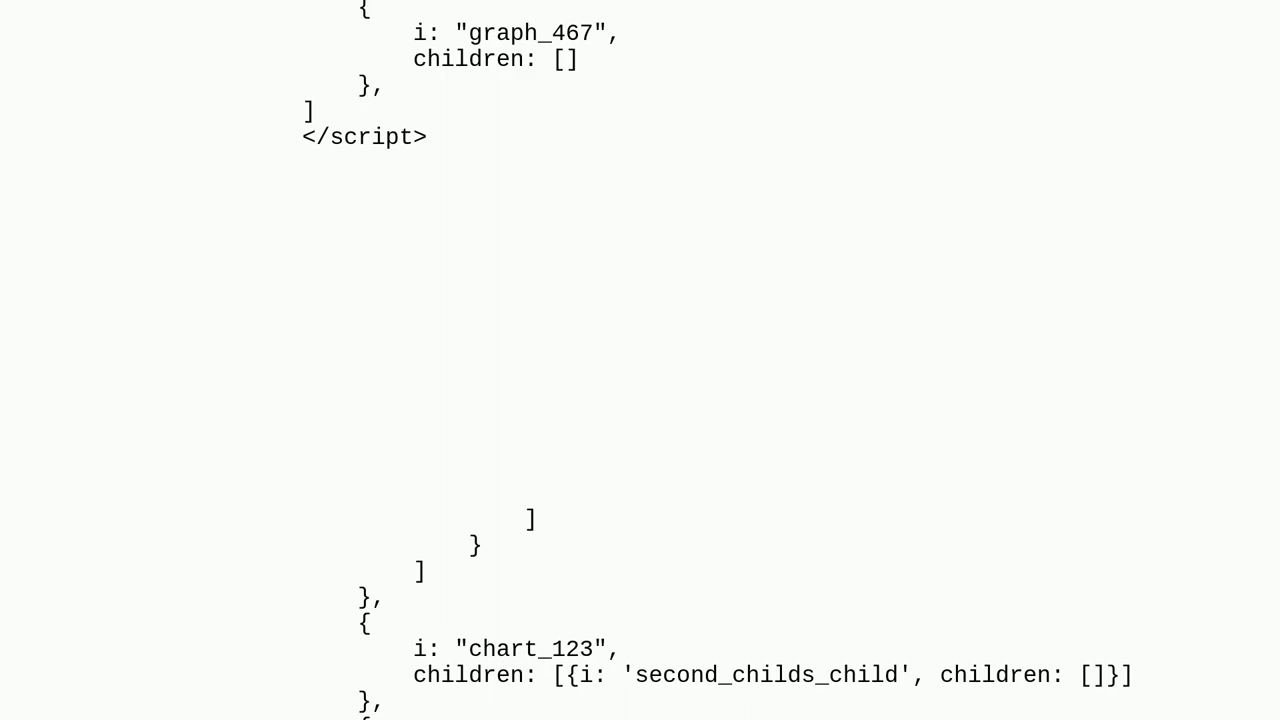 {
i: "graph_467",
children: []
},
]
</script>
]
}
]
},
{
i: "chart_123",
children: [{i: 'second_childs_child', children: []}]
},
{